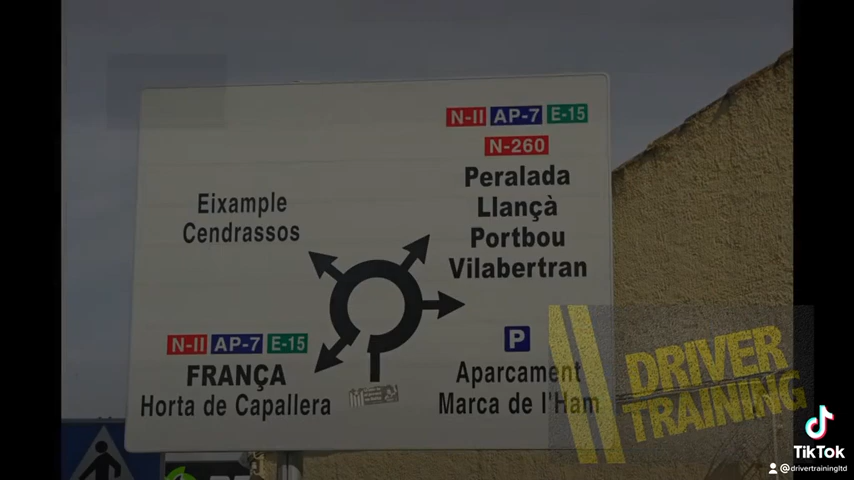 N-II AP-7 E-15
N-260
Peralada
Llançà
Portbou
Vilabertran
Eixample
Cendrassos
N-II AP-7 E-15
FRANÇA
Horta de Capallera
P
Aparcament
Marca de l'Ham
DRIVER
TRAINING
TikTok
@drivertrainingltd